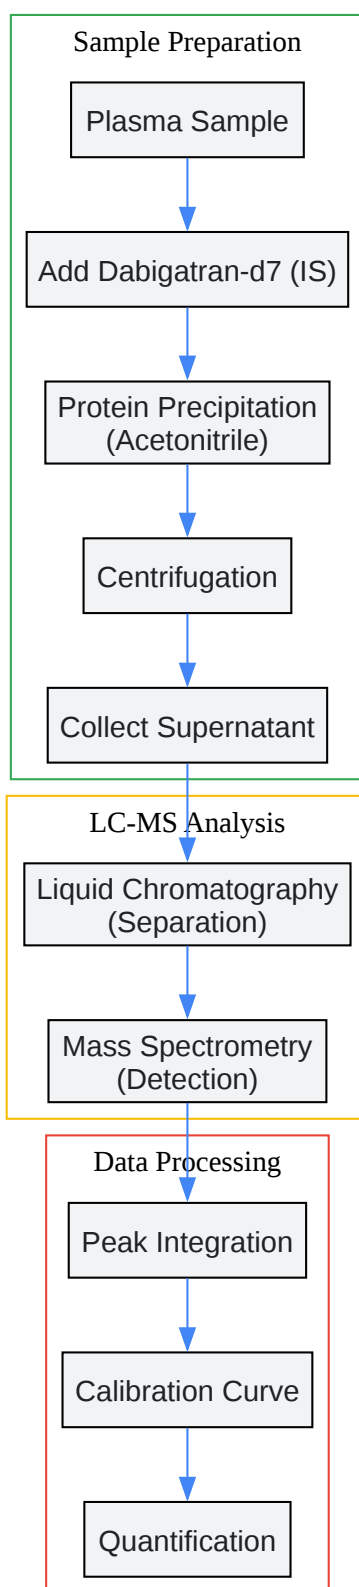 Sample Preparation
Plasma Sample
Add Dabigatran-d7 (IS)
Protein Precipitation
(Acetonitrile)
Centrifugation
Collect Supernatant
LC-MS Analysis
Liquid Chromatography
(Separation)
Mass Spectrometry
(Detection)
Data Processing
Peak Integration
Calibration Curve
Quantification